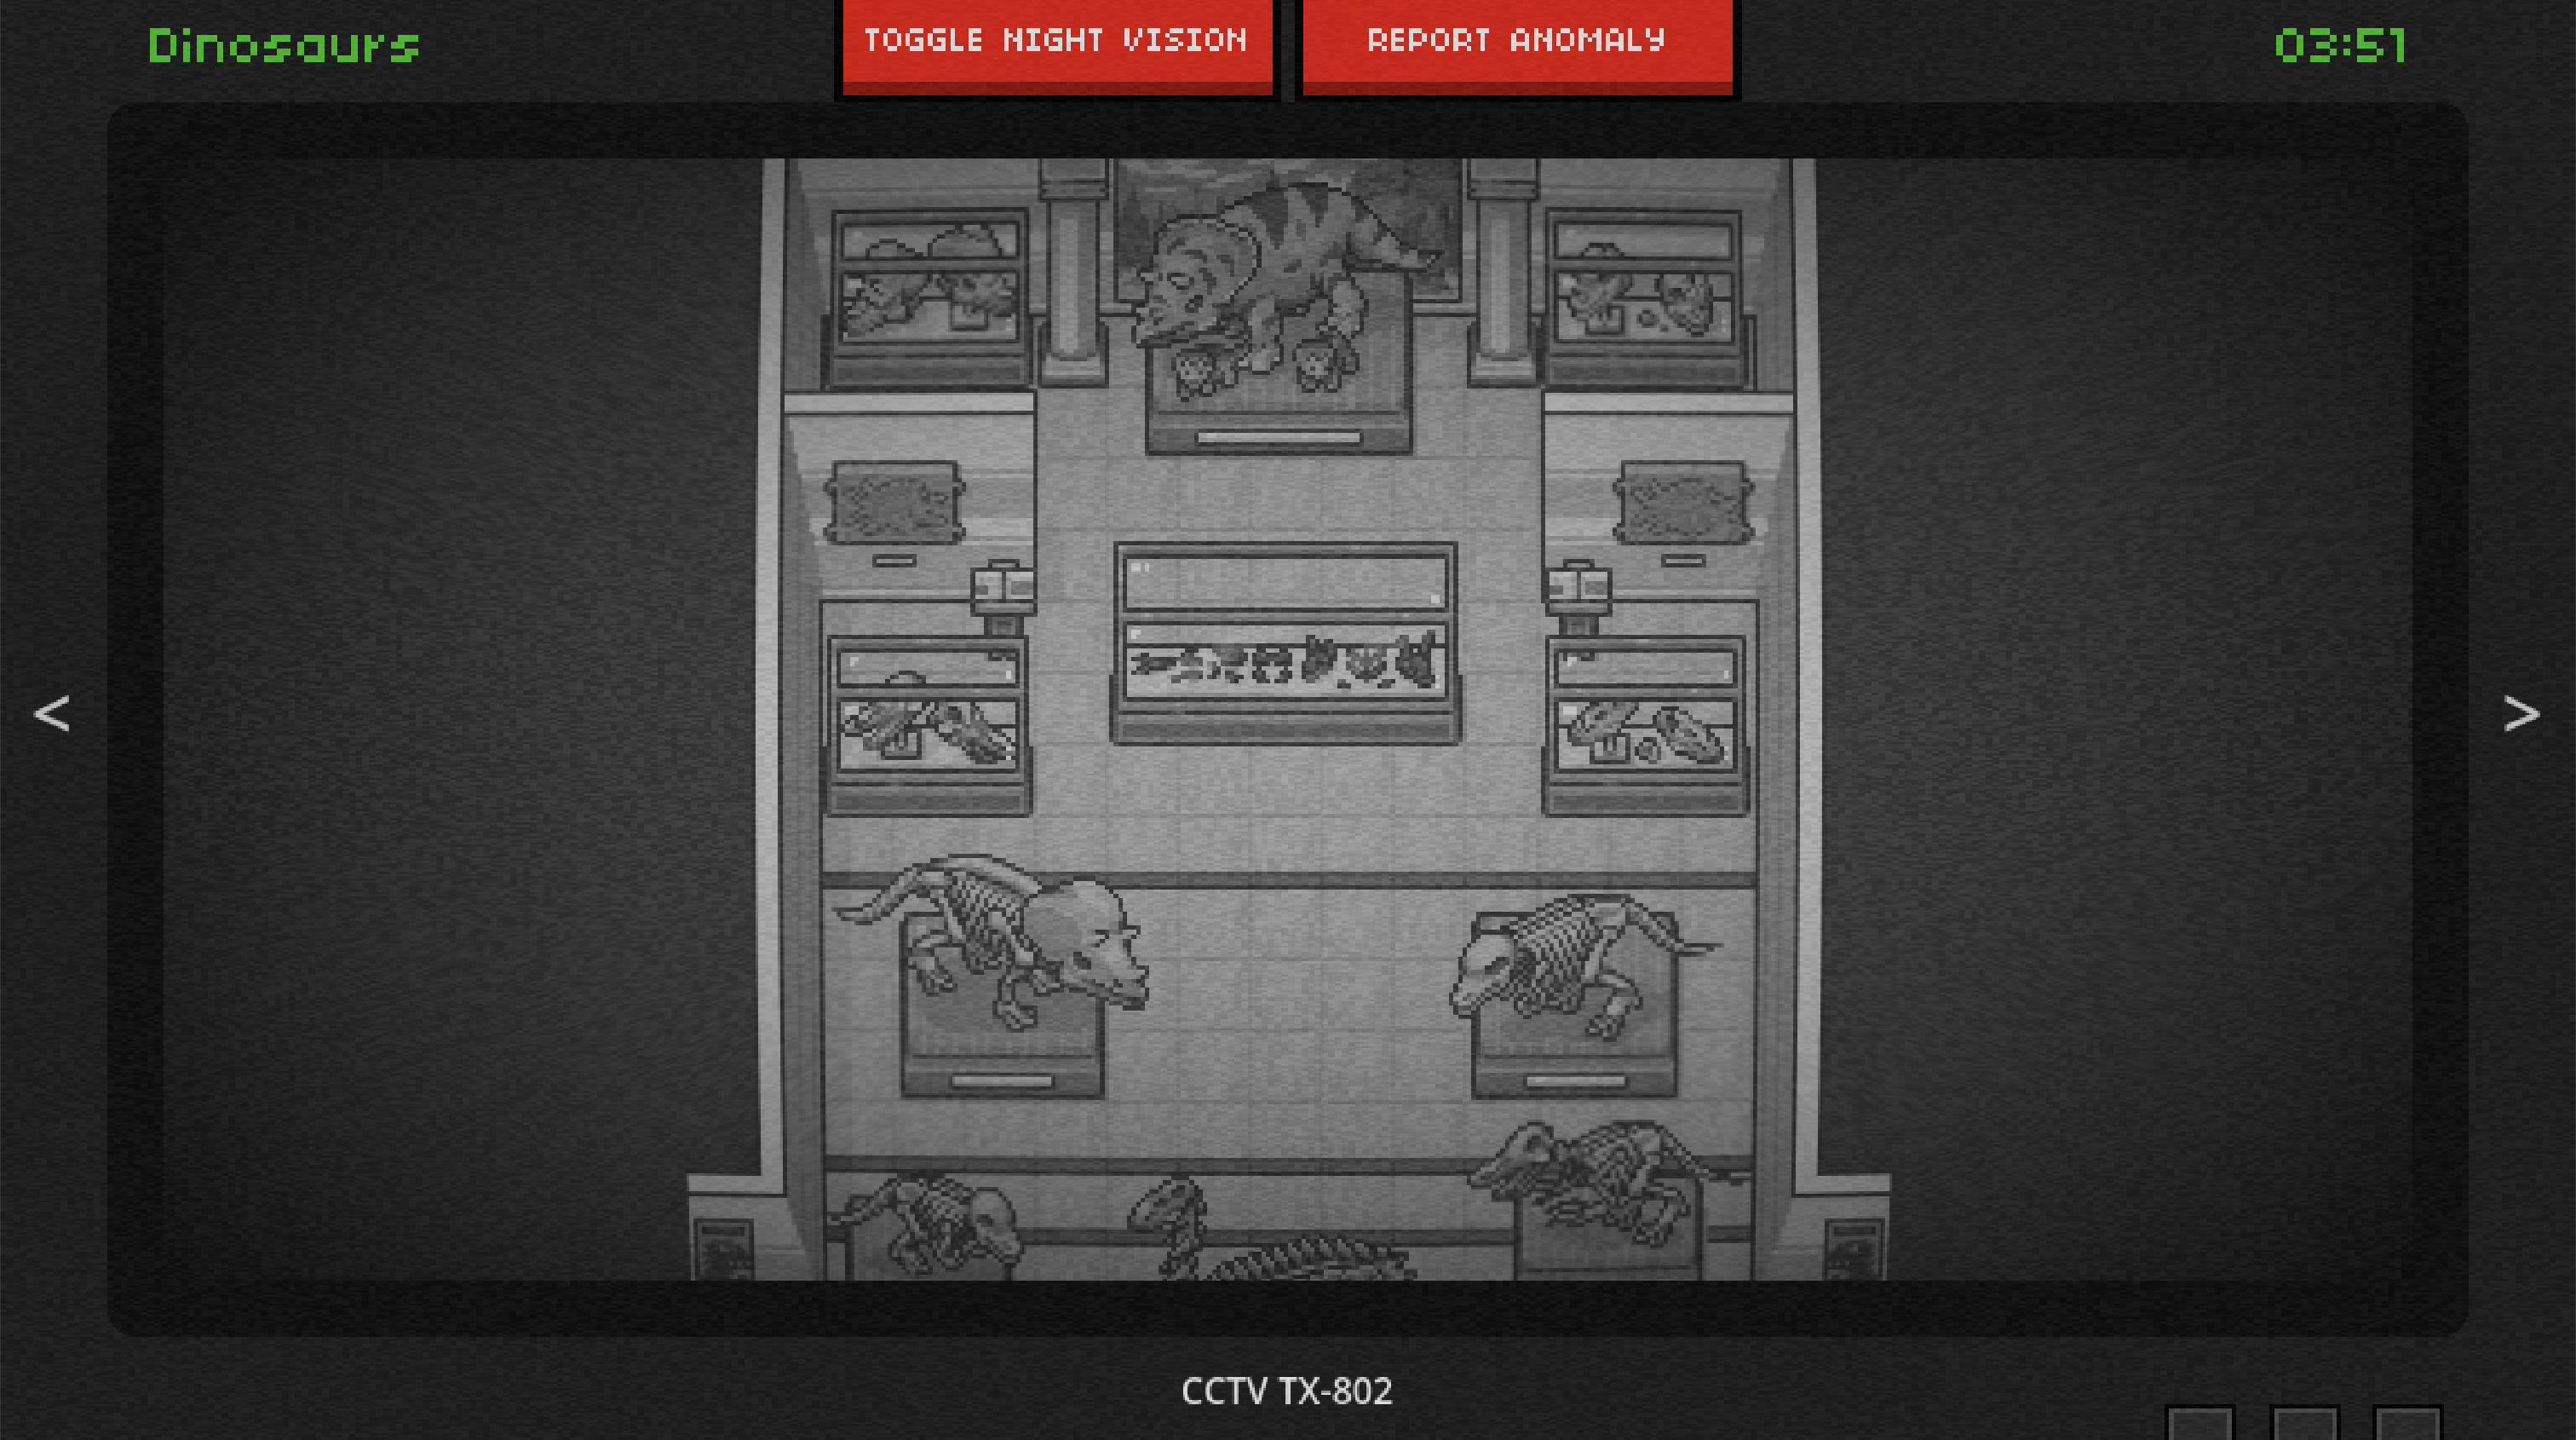 Dinosaurs
TOGGLE NIGHT VISION
REPORT ANOMALY
03:51
<
>
CCTV TX-802